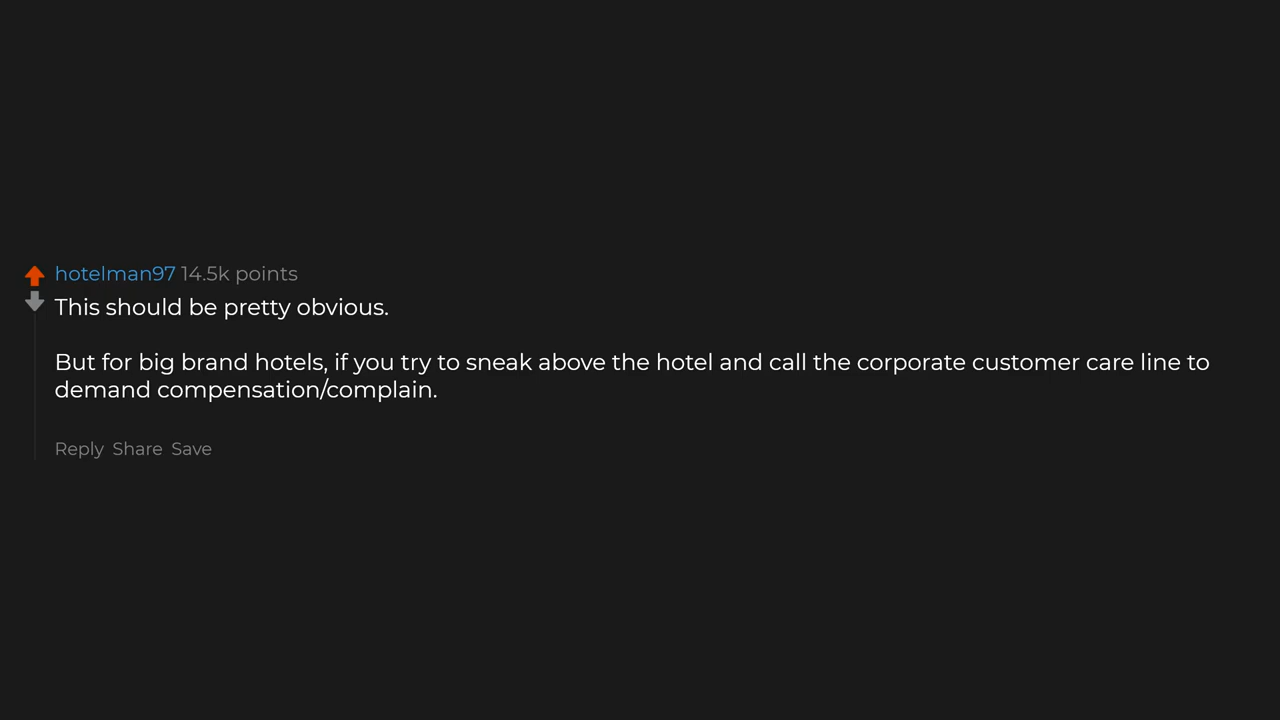 hotelman97 14.5k points
This should be pretty obvious.
But for big brand hotels, if you try to sneak above the hotel and call the corporate customer care line to
demand compensation/complain.
Reply Share Save